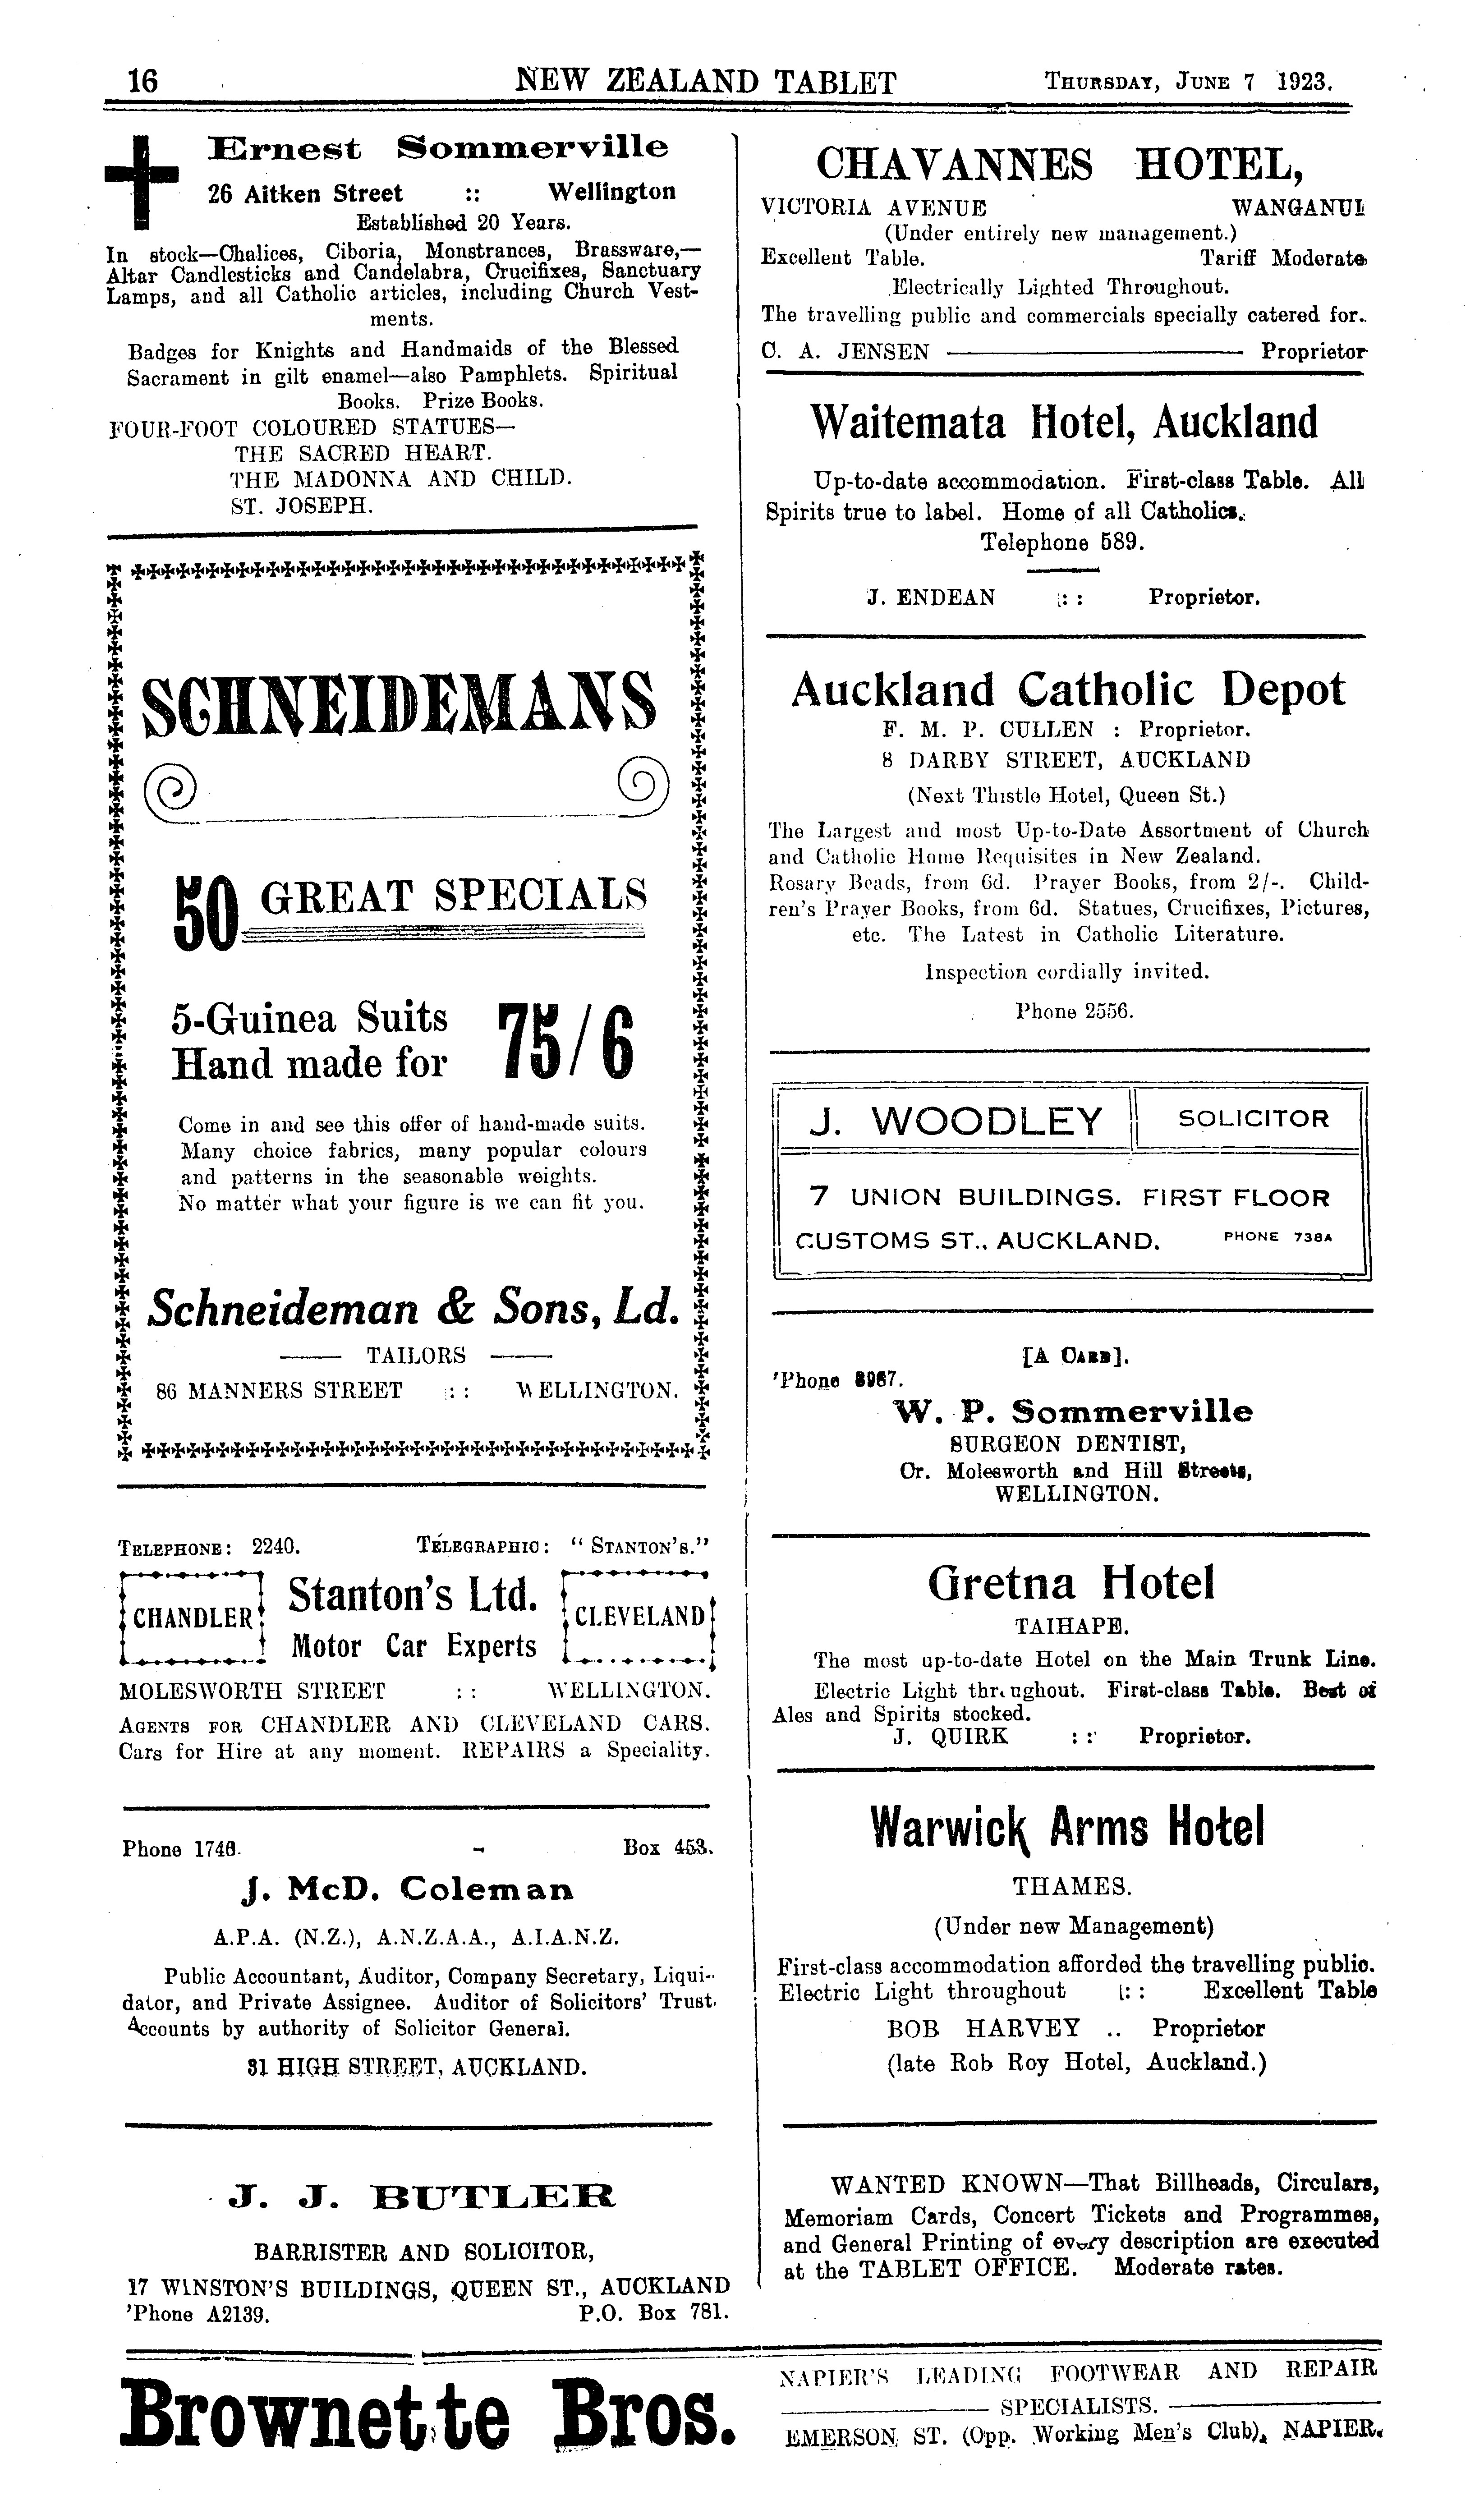 16 NEW ZEALAND TABLET THURSDAY, JUNE 7 1923.
Ernest Sommerville
26 Aitken Street :: Wellington
Established 20 Years.
In stock—Chalices, Ciboria, Monstrances, Brassware,—
Altar Candlesticks and Candelabra, Crucifixes, Sanctuary
Lamps, and all Catholic articles, including Church Vest-
ments.
Badges for Knights and Handmaids of the Blessed
Sacrament in gilt enamel—also Pamphlets. Spiritual
Books. Prize Books.
FOUR-FOOT COLOURED STATUES—
THE SACRED HEART.
THE MADONNA AND CHILD.
ST. JOSEPH.
SCHNEIDEMANS
50 GREAT SPECIALS
5-Guinea Suits
Hand made for 75/6
Come in and see this offer of hand-made suits.
Many choice fabrics, many popular colours
and patterns in the seasonable weights.
No matter what your figure is we can fit you.
Schneideman & Sons, Ld.
TAILORS
86 MANNERS STREET :: WELLINGTON.
TELEPHONE: 2240. TELEGRAPHIC: "STANTON'S."
CHANDLER Stanton's Ltd. CLEVELAND
Motor Car Experts
MOLESWORTH STREET :: WELLINGTON.
AGENTS FOR CHANDLER AND CLEVELAND CARS.
Cars for Hire at any moment. REPAIRS a Speciality.
Phone 1746. - Box 453.
J. McD. Coleman
A.P.A. (N.Z.), A.N.Z.A.A., A.I.A.N.Z.
Public Accountant, Auditor, Company Secretary, Liqui-
dator, and Private Assignee. Auditor of Solicitors' Trust
Accounts by authority of Solicitor General.
31 HIGH STREET, AUCKLAND.
J. J. BUTLER
BARRISTER AND SOLICITOR,
17 WINSTON'S BUILDINGS, QUEEN ST., AUCKLAND
'Phone A2139. P.O. Box 781.
CHAVANNES HOTEL,
VICTORIA AVENUE WANGANUI
(Under entirely new management.)
Excellent Table. Tariff Moderate
Electrically Lighted Throughout.
The travelling public and commercials specially catered for.
C. A. JENSEN ——— Proprietor
Waitemata Hotel, Auckland
Up-to-date accommodation. First-class Table. All
Spirits true to label. Home of all Catholics.
Telephone 589.
J. ENDEAN :: Proprietor.
Auckland Catholic Depot
F. M. P. CULLEN : Proprietor.
8 DARBY STREET, AUCKLAND
(Next Thistle Hotel, Queen St.)
The Largest and most Up-to-Date Assortment of Church
and Catholic Home Requisites in New Zealand.
Rosary Beads, from 6d. Prayer Books, from 2/-. Child-
ren's Prayer Books, from 6d. Statues, Crucifixes, Pictures,
etc. The Latest in Catholic Literature.
Inspection cordially invited.
Phone 2556.
J. WOODLEY SOLICITOR
7 UNION BUILDINGS. FIRST FLOOR
CUSTOMS ST., AUCKLAND. PHONE 738A
[A CARD].
'Phone 8967.
W. P. Sommerville
SURGEON DENTIST,
Cr. Molesworth and Hill Streets,
WELLINGTON.
Gretna Hotel
TAIHAPE.
The most up-to-date Hotel on the Main Trunk Line.
Electric Light throughout. First-class Table. Best of
Ales and Spirits stocked.
J. QUIRK :: Proprietor.
Warwick Arms Hotel
THAMES.
(Under new Management)
First-class accommodation afforded the travelling public.
Electric Light throughout :: Excellent Table
BOB HARVEY .. Proprietor
(late Rob Roy Hotel, Auckland.)
WANTED KNOWN—That Billheads, Circulars,
Memoriam Cards, Concert Tickets and Programmes,
and General Printing of every description are executed
at the TABLET OFFICE. Moderate rates.
Brownette Bros.
NAPIER'S LEADING FOOTWEAR AND REPAIR
SPECIALISTS.
EMERSON ST. (Opp. Working Men's Club), NAPIER.